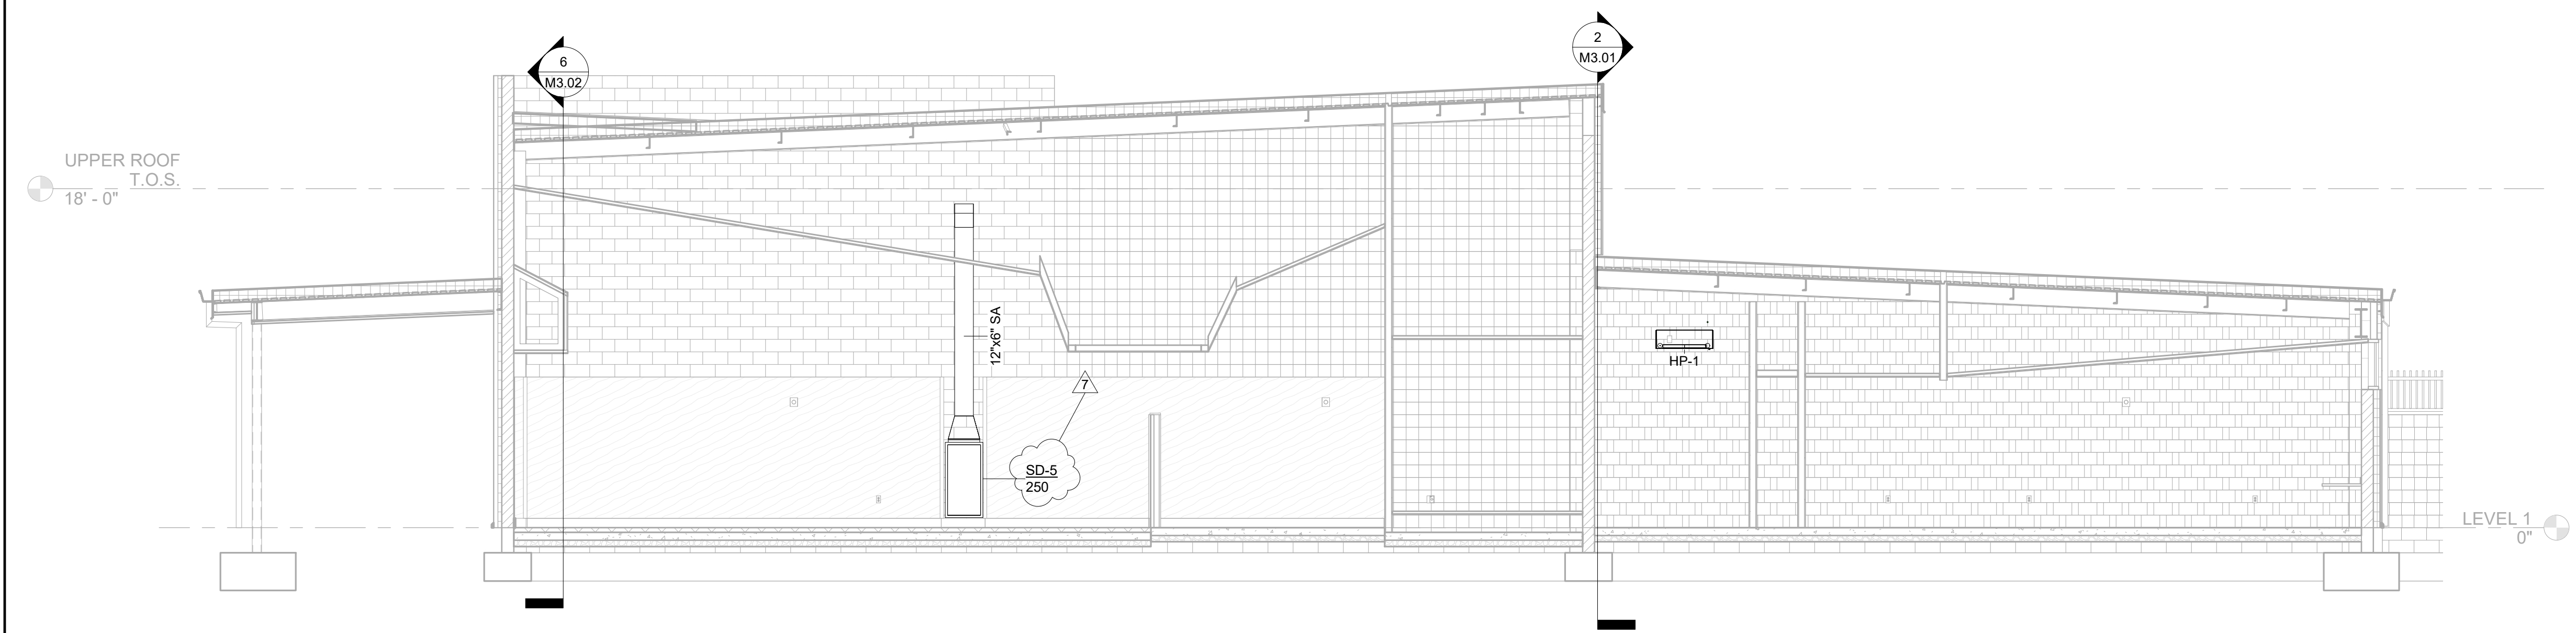 6
M3.02
2
M3.01
UPPER ROOF
T.O.S.
18' - 0"
12"x6" SA
HP-1
7
SD-5
250
LEVEL 1
0"